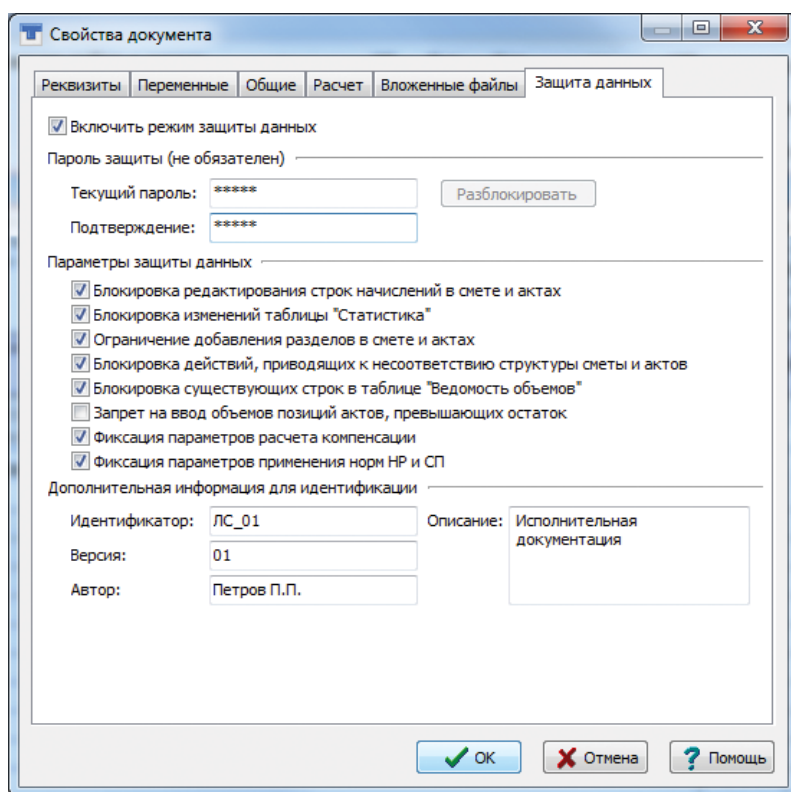 Свойства документа
Реквизиты Переменные Общие Расчет Вложенные файлы Защита данных
Включить режим защиты данных
Пароль защиты (не обязателен)
Текущий пароль: ***** Разблокировать
Подтверждение: *****
Параметры защиты данных
Блокировка редактирования строк начислений в смете и актах
Блокировка изменений таблицы "Статистика"
Ограничение добавления разделов в смете и актах
Блокировка действий, приводящих к несоответствию структуры сметы и актов
Блокировка существующих строк в таблице "Ведомость объемов"
Запрет на ввод объемов позиций актов, превышающих остаток
Фиксация параметров расчета компенсации
Фиксация параметров применения норм НР и СП
Дополнительная информация для идентификации
Идентификатор: ЛС_01 Описание: Исполнительная
документация
Версия: 01
Автор: Петров П.П.
ОК Отмена ? Помощь